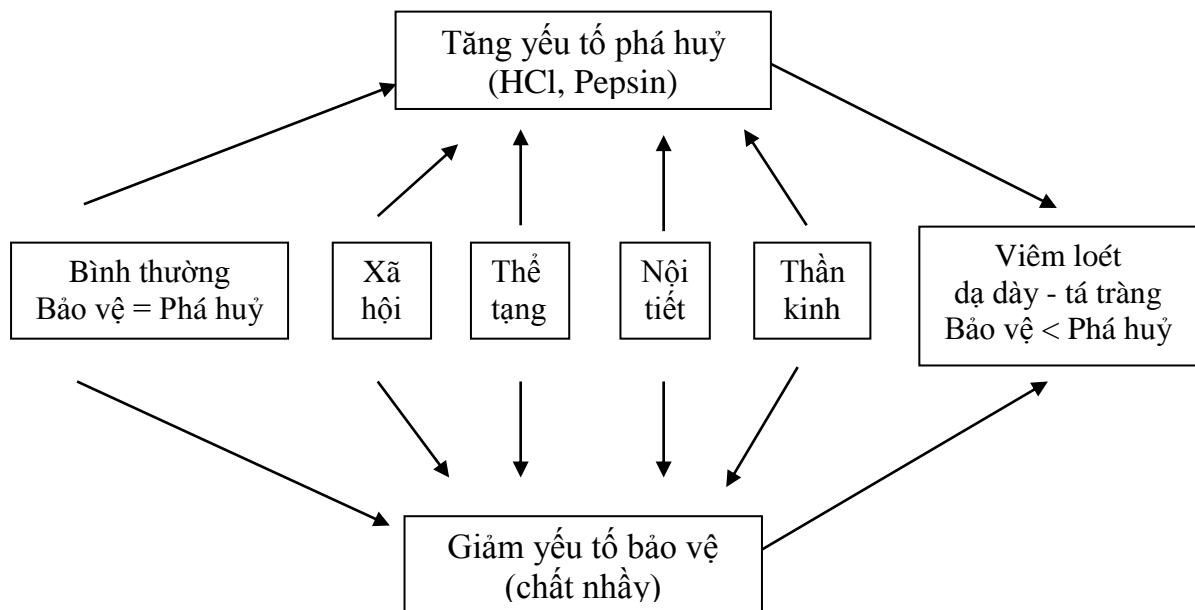 Tăng yếu tố phá huỷ
(HCl, Pepsin)
Bình thường
Bảo vệ = Phá huỷ
Xã
hội
Thể
tạng
Nội
tiết
Thần
kinh
Viêm loét
dạ dày - tá tràng
Bảo vệ < Phá huỷ
Giảm yếu tố bảo vệ
(chất nhầy)